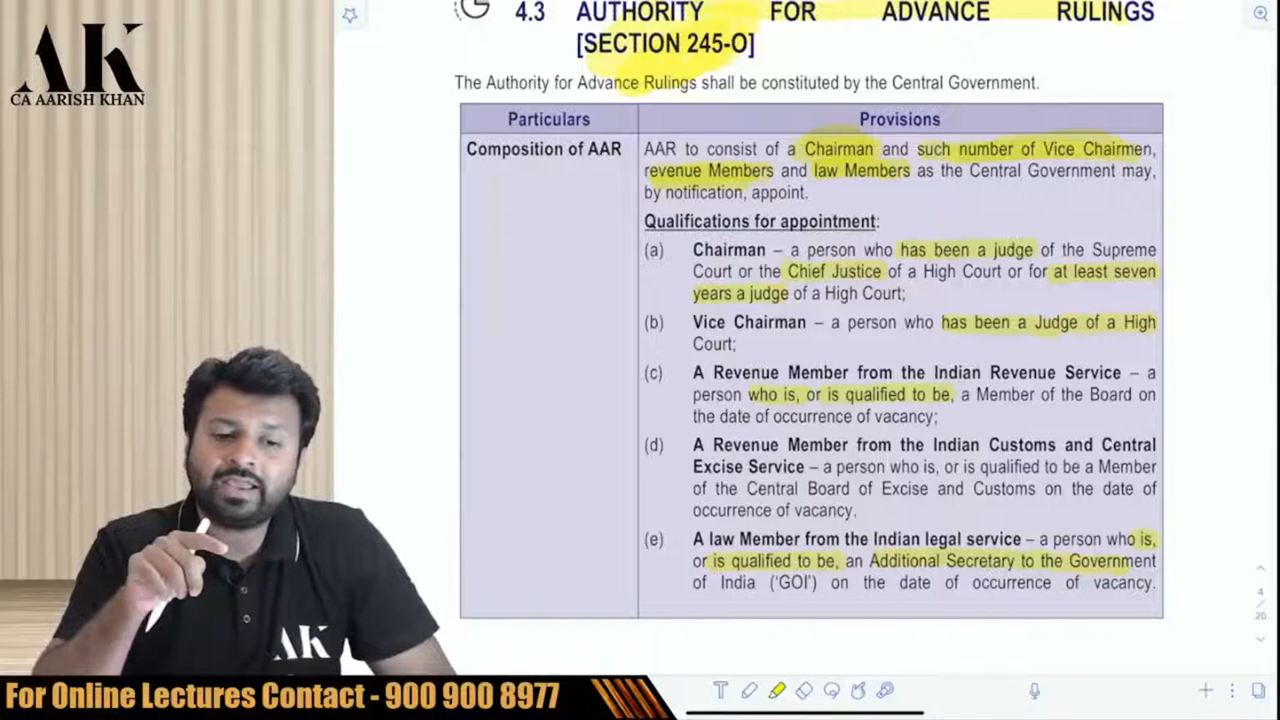 AK
CA AARISH KHAN
4.3 AUTHORITY FOR ADVANCE RULINGS
[SECTION 245-O]
The Authority for Advance Rulings shall be constituted by the Central Government.
Particulars Provisions
Composition of AAR AAR to consist of a Chairman and such number of Vice Chairmen,
revenue Members and law Members as the Central Government may,
by notification, appoint.
Qualifications for appointment:
(a) Chairman – a person who has been a judge of the Supreme
Court or the Chief Justice of a High Court or for at least seven
years a judge of a High Court;
(b) Vice Chairman – a person who has been a Judge of a High
Court;
(c) A Revenue Member from the Indian Revenue Service – a
person who is, or is qualified to be, a Member of the Board on
the date of occurrence of vacancy;
(d) A Revenue Member from the Indian Customs and Central
Excise Service – a person who is, or is qualified to be a Member
of the Central Board of Excise and Customs on the date of
occurrence of vacancy.
(e) A law Member from the Indian legal service – a person who is,
or is qualified to be, an Additional Secretary to the Government
of India ('GOI') on the date of occurrence of vacancy.
4
/
20
AK
For Online Lectures Contact - 900 900 8977
T